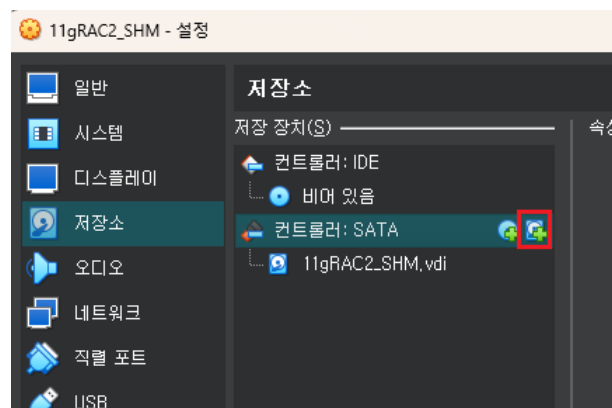 11gRAC2_SHM - 설정
일반
시스템
디스플레이
저장소
오디오
네트워크
직렬 포트
USB
저장소
저장 장치(S)
컨트롤러: IDE
비어 있음
컨트롤러: SATA
11gRAC2_SHM.vdi